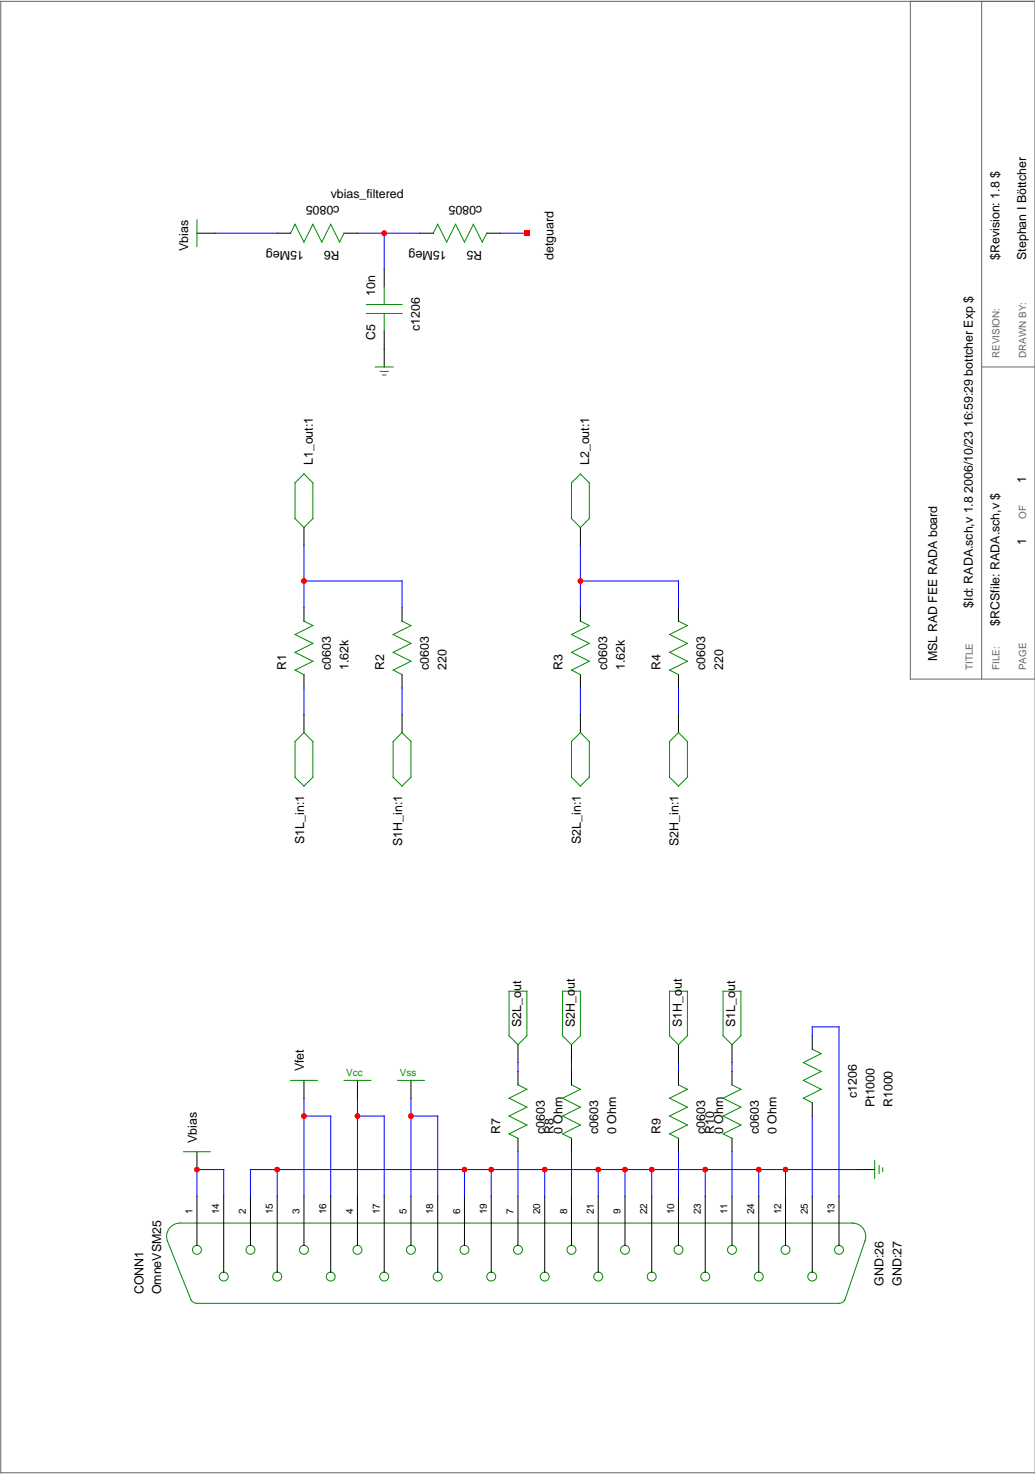 CONN1
OmneVSM25
1
14
2
15
3
16
4
17
5
18
6
19
7
20
8
21
9
22
10
23
11
24
12
25
13
GND:26
GND:27
Vbias
Vfet
Vcc
Vss
R7
c0603
0 Ohm
S2L_out
R8
c0603
0 Ohm
S2H_out
R9
c0603
0 Ohm
S1H_out
R10
c0603
0 Ohm
S1L_out
c1206
Pt1000
R1000
S1L_in:1
R1
c0603
1.62k
L1_out:1
S1H_in:1
R2
c0603
220
S2L_in:1
R3
c0603
1.62k
L2_out:1
S2H_in:1
R4
c0603
220
Vbias
vbias_filtered
c0805
R6
15Meg
c0805
R5
15Meg
detguard
C5
10n
c1206
MSL RAD FEE RADA board
TITLE
$Id: RADA.sch,v 1.8 2006/10/23 16:59:29 bottcher Exp $
FILE:
$RCSfile: RADA.sch,v $
REVISION:
$Revision: 1.8 $
PAGE
1 OF 1
DRAWN BY:
Stephan I Böttcher